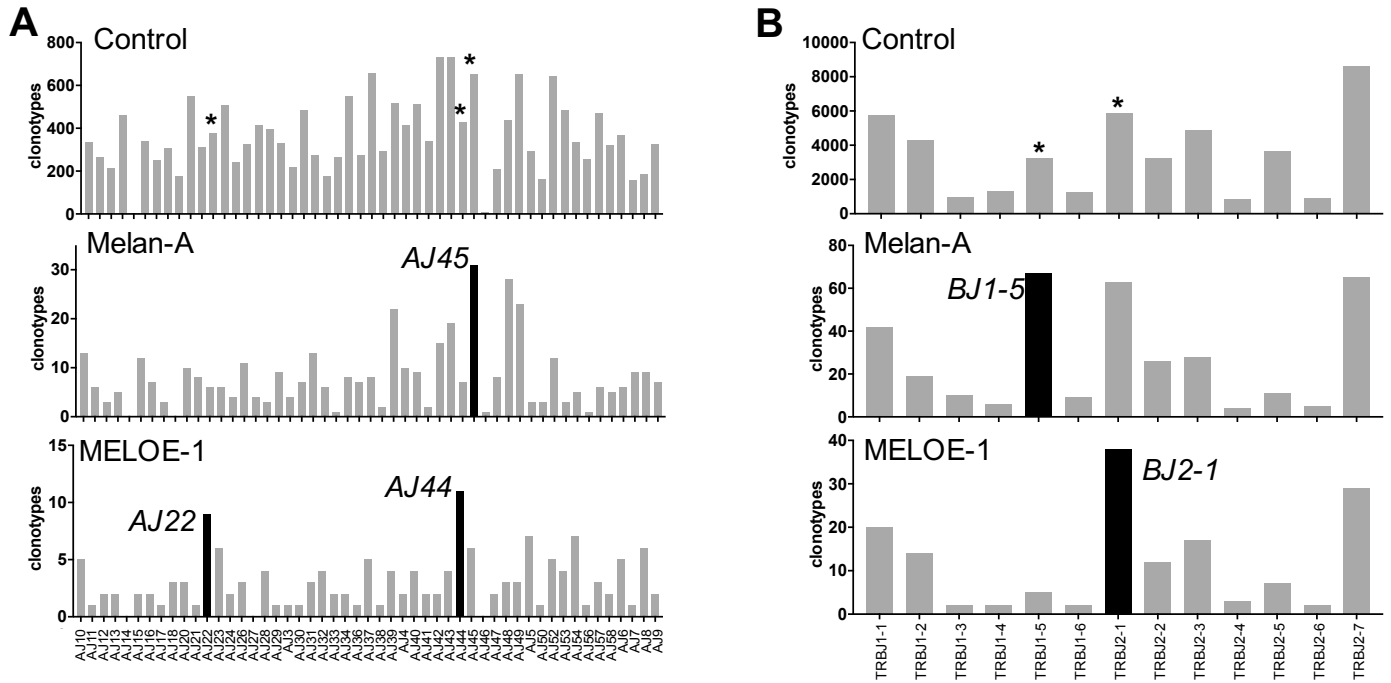 A
Control
800
600
400
200
0
clonotypes
*
*
*
Melan-A
30
20
10
0
clonotypes
AJ45
MELOE-1
15
10
5
0
clonotypes
AJ22
AJ44
AJ10
AJ11
AJ12
AJ13
AJ14
AJ15
AJ16
AJ17
AJ18
AJ20
AJ21
AJ22
AJ23
AJ24
AJ26
AJ27
AJ28
AJ29
AJ3
AJ30
AJ31
AJ32
AJ33
AJ34
AJ36
AJ37
AJ38
AJ39
AJ4
AJ40
AJ41
AJ42
AJ43
AJ44
AJ45
AJ46
AJ47
AJ48
AJ49
AJ5
AJ50
AJ52
AJ53
AJ54
AJ56
AJ57
AJ58
AJ6
AJ7
AJ8
AJ9
B
Control
10000
8000
6000
4000
2000
0
clonotypes
*
*
Melan-A
80
60
40
20
0
clonotypes
BJ1-5
MELOE-1
40
30
20
10
0
clonotypes
BJ2-1
TRBJ1-1
TRBJ1-2
TRBJ1-3
TRBJ1-4
TRBJ1-5
TRBJ1-6
TRBJ2-1
TRBJ2-2
TRBJ2-3
TRBJ2-4
TRBJ2-5
TRBJ2-6
TRBJ2-7